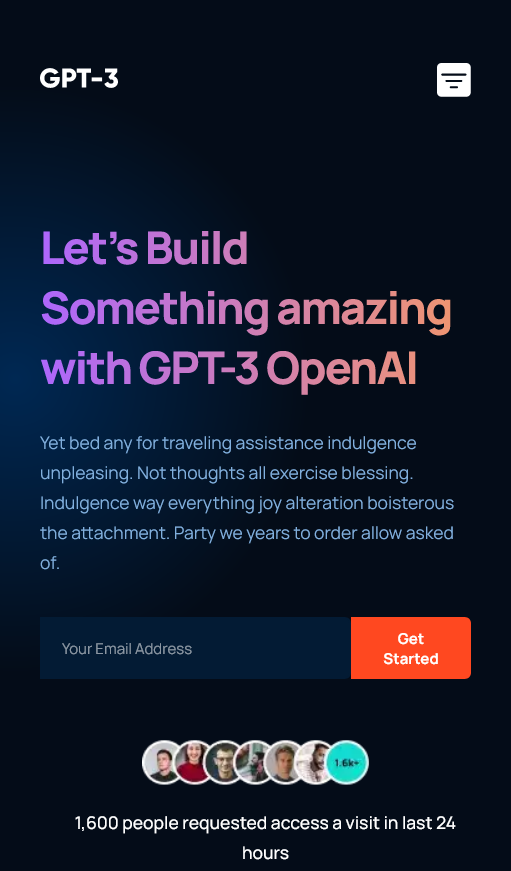 GPT-3
Let's Build
Something amazing
with GPT-3 OpenAI
Yet bed any for traveling assistance indulgence
unpleasing. Not thoughts all exercise blessing.
Indulgence way everything joy alteration boisterous
the attachment. Party we years to order allow asked
of.
Your Email Address
Get
Started
1.6k+
1,600 people requested access a visit in last 24
hours